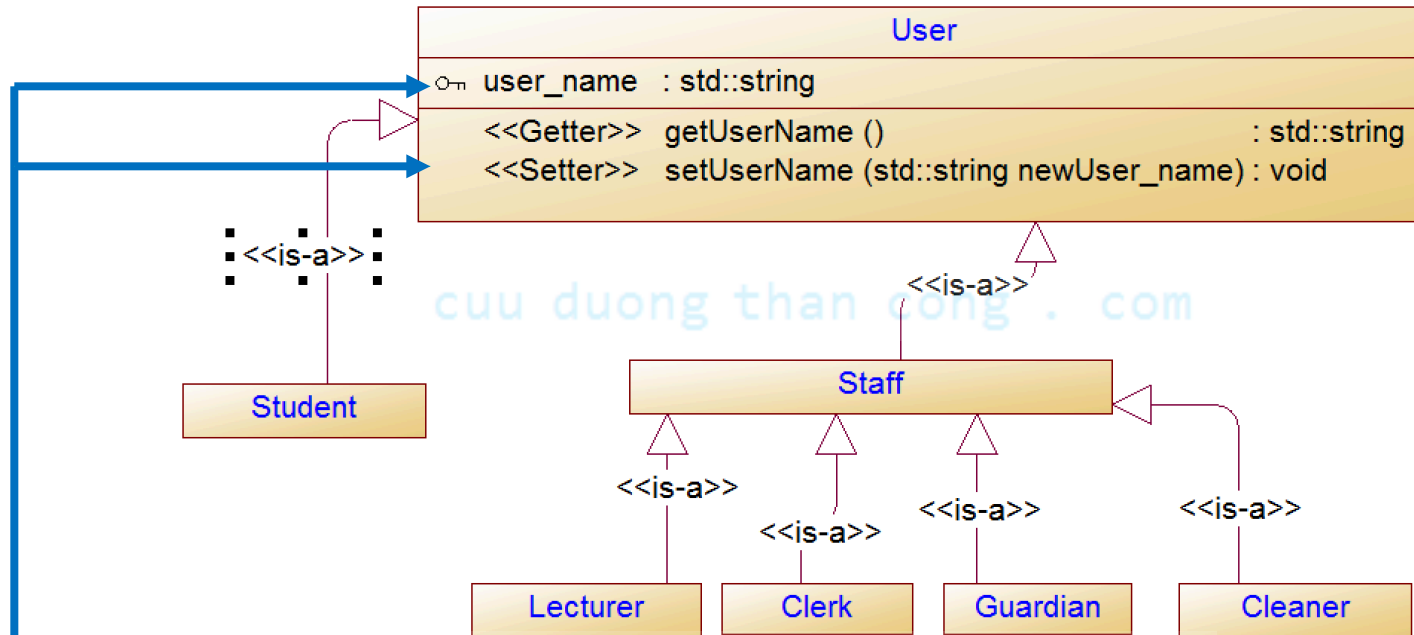 User
user_name : std::string
<<Getter>> getUserName () : std::string
<<Setter>> setUserName (std::string newUser_name) : void
<<is-a>>
<<is-a>>
cuu duong than cong . com
Staff
Student
<<is-a>>
<<is-a>>
<<is-a>>
<<is-a>>
Lecturer
Clerk
Guardian
Cleaner